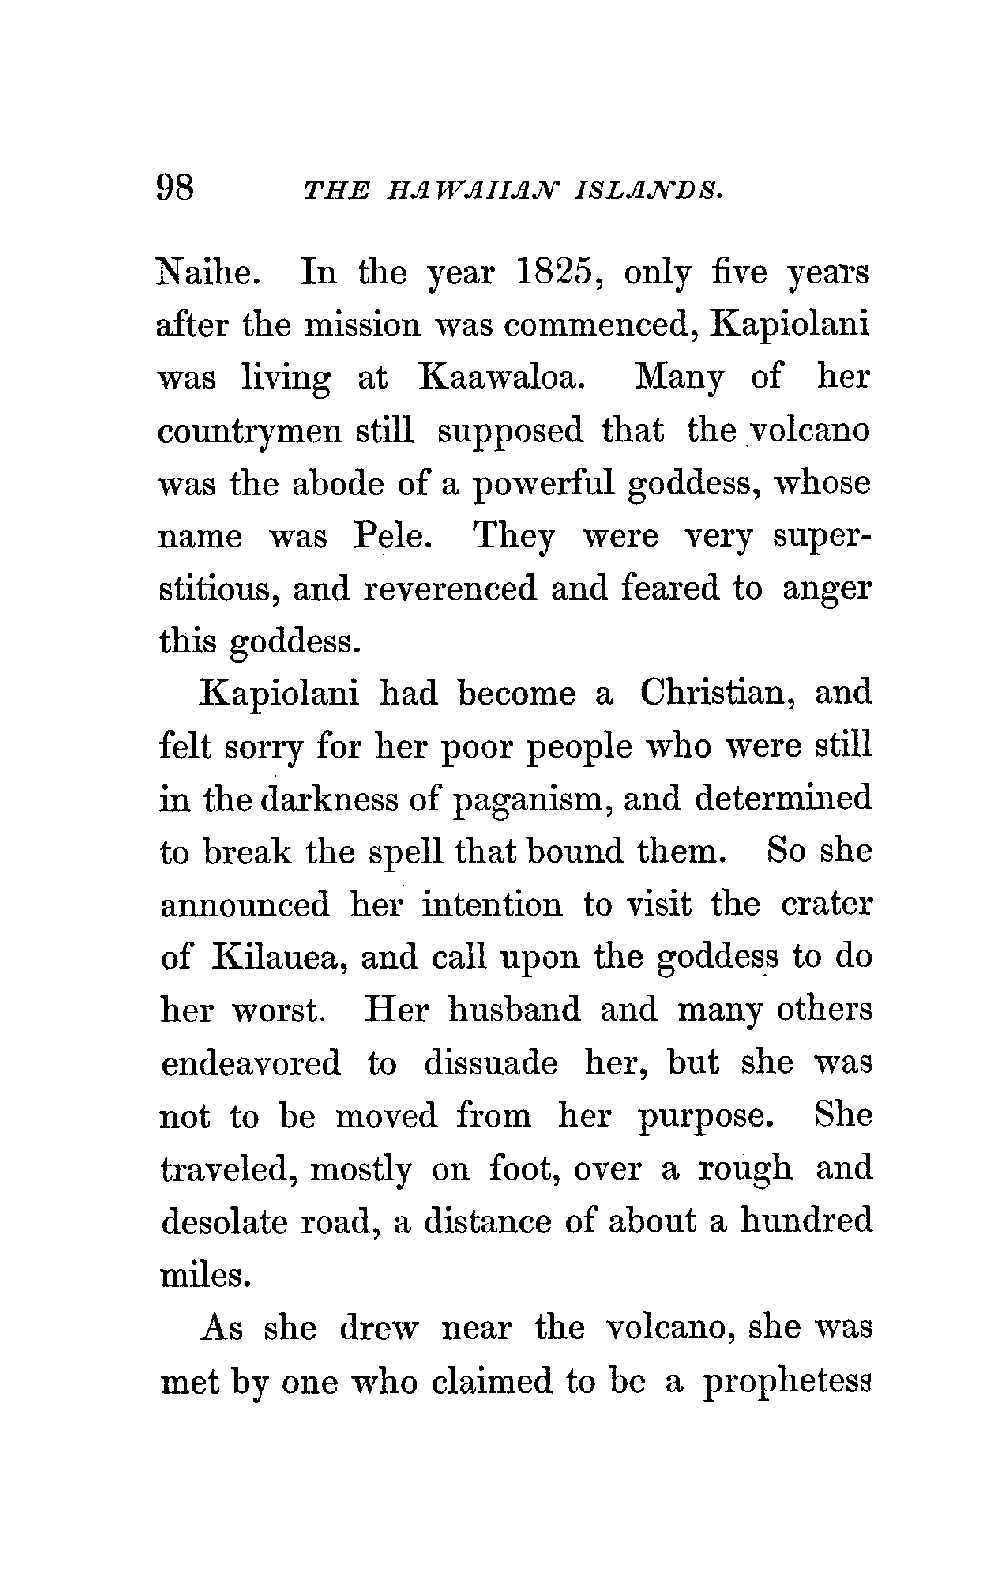 98 THE HAWAIIAN ISLANDS.
Naihe. In the year 1825, only five years
after the mission was commenced, Kapiolani
was living at Kaawaloa. Many of her
countrymen still supposed that the volcano
was the abode of a powerful goddess, whose
name was Pele. They were very super-
stitious, and reverenced and feared to anger
this goddess.
Kapiolani had become a Christian, and
felt sorry for her poor people who were still
in the darkness of paganism, and determined
to break the spell that bound them. So she
announced her intention to visit the crater
of Kilauea, and call upon the goddess to do
her worst. Her husband and many others
endeavored to dissuade her, but she was
not to be moved from her purpose. She
traveled, mostly on foot, over a rough and
desolate road, a distance of about a hundred
miles.
As she drew near the volcano, she was
met by one who claimed to be a prophetess